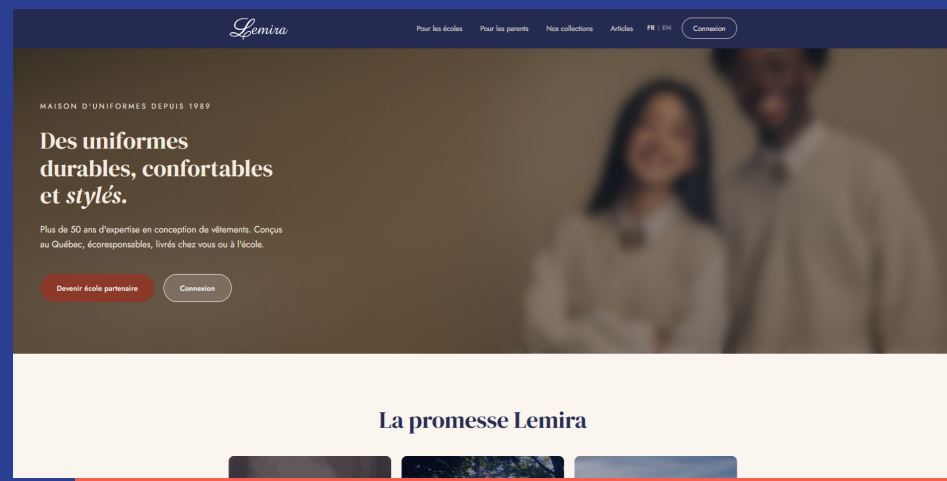 Lemira
Pour les écoles
Pour les parents
Nos collections
Articles
FR | EN
Connexion
MAISON D'UNIFORMES DEPUIS 1989
Des uniformes
durables, confortables
et stylés.
Plus de 50 ans d'expertise en conception de vêtements. Conçus
au Québec, écoresponsables, livrés chez vous ou à l'école.
Devenir école partenaire
Connexion
La promesse Lemira